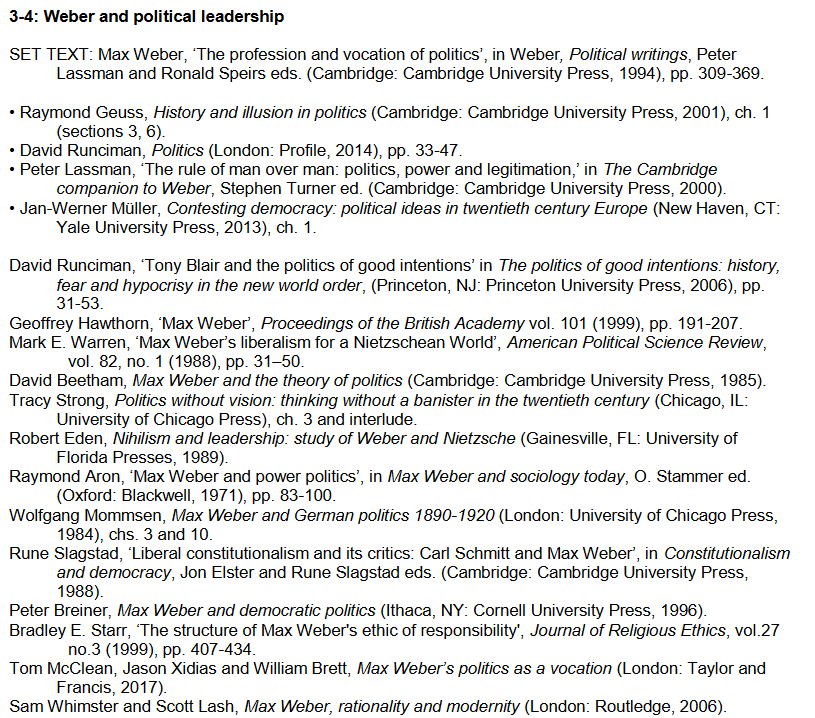 3-4: Weber and political leadership
SET TEXT: Max Weber, ‘The profession and vocation of politics’, in Weber, Political writings, Peter
Lassman and Ronald Speirs eds. (Cambridge: Cambridge University Press, 1994), pp. 309-369.
• Raymond Geuss, History and illusion in politics (Cambridge: Cambridge University Press, 2001), ch. 1
(sections 3, 6).
• David Runciman, Politics (London: Profile, 2014), pp. 33-47.
• Peter Lassman, ‘The rule of man over man: politics, power and legitimation,’ in The Cambridge
companion to Weber, Stephen Turner ed. (Cambridge: Cambridge University Press, 2000).
• Jan-Werner Müller, Contesting democracy: political ideas in twentieth century Europe (New Haven, CT:
Yale University Press, 2013), ch. 1.
David Runciman, ‘Tony Blair and the politics of good intentions’ in The politics of good intentions: history,
fear and hypocrisy in the new world order, (Princeton, NJ: Princeton University Press, 2006), pp.
31-53.
Geoffrey Hawthorn, ‘Max Weber’, Proceedings of the British Academy vol. 101 (1999), pp. 191-207.
Mark E. Warren, ‘Max Weber’s liberalism for a Nietzschean World’, American Political Science Review,
vol. 82, no. 1 (1988), pp. 31–50.
David Beetham, Max Weber and the theory of politics (Cambridge: Cambridge University Press, 1985).
Tracy Strong, Politics without vision: thinking without a banister in the twentieth century (Chicago, IL:
University of Chicago Press), ch. 3 and interlude.
Robert Eden, Nihilism and leadership: study of Weber and Nietzsche (Gainesville, FL: University of
Florida Presses, 1989).
Raymond Aron, ‘Max Weber and power politics’, in Max Weber and sociology today, O. Stammer ed.
(Oxford: Blackwell, 1971), pp. 83-100.
Wolfgang Mommsen, Max Weber and German politics 1890-1920 (London: University of Chicago Press,
1984), chs. 3 and 10.
Rune Slagstad, ‘Liberal constitutionalism and its critics: Carl Schmitt and Max Weber’, in Constitutionalism
and democracy, Jon Elster and Rune Slagstad eds. (Cambridge: Cambridge University Press,
1988).
Peter Breiner, Max Weber and democratic politics (Ithaca, NY: Cornell University Press, 1996).
Bradley E. Starr, ‘The structure of Max Weber's ethic of responsibility', Journal of Religious Ethics, vol.27
no.3 (1999), pp. 407-434.
Tom McClean, Jason Xidias and William Brett, Max Weber’s politics as a vocation (London: Taylor and
Francis, 2017).
Sam Whimster and Scott Lash, Max Weber, rationality and modernity (London: Routledge, 2006).